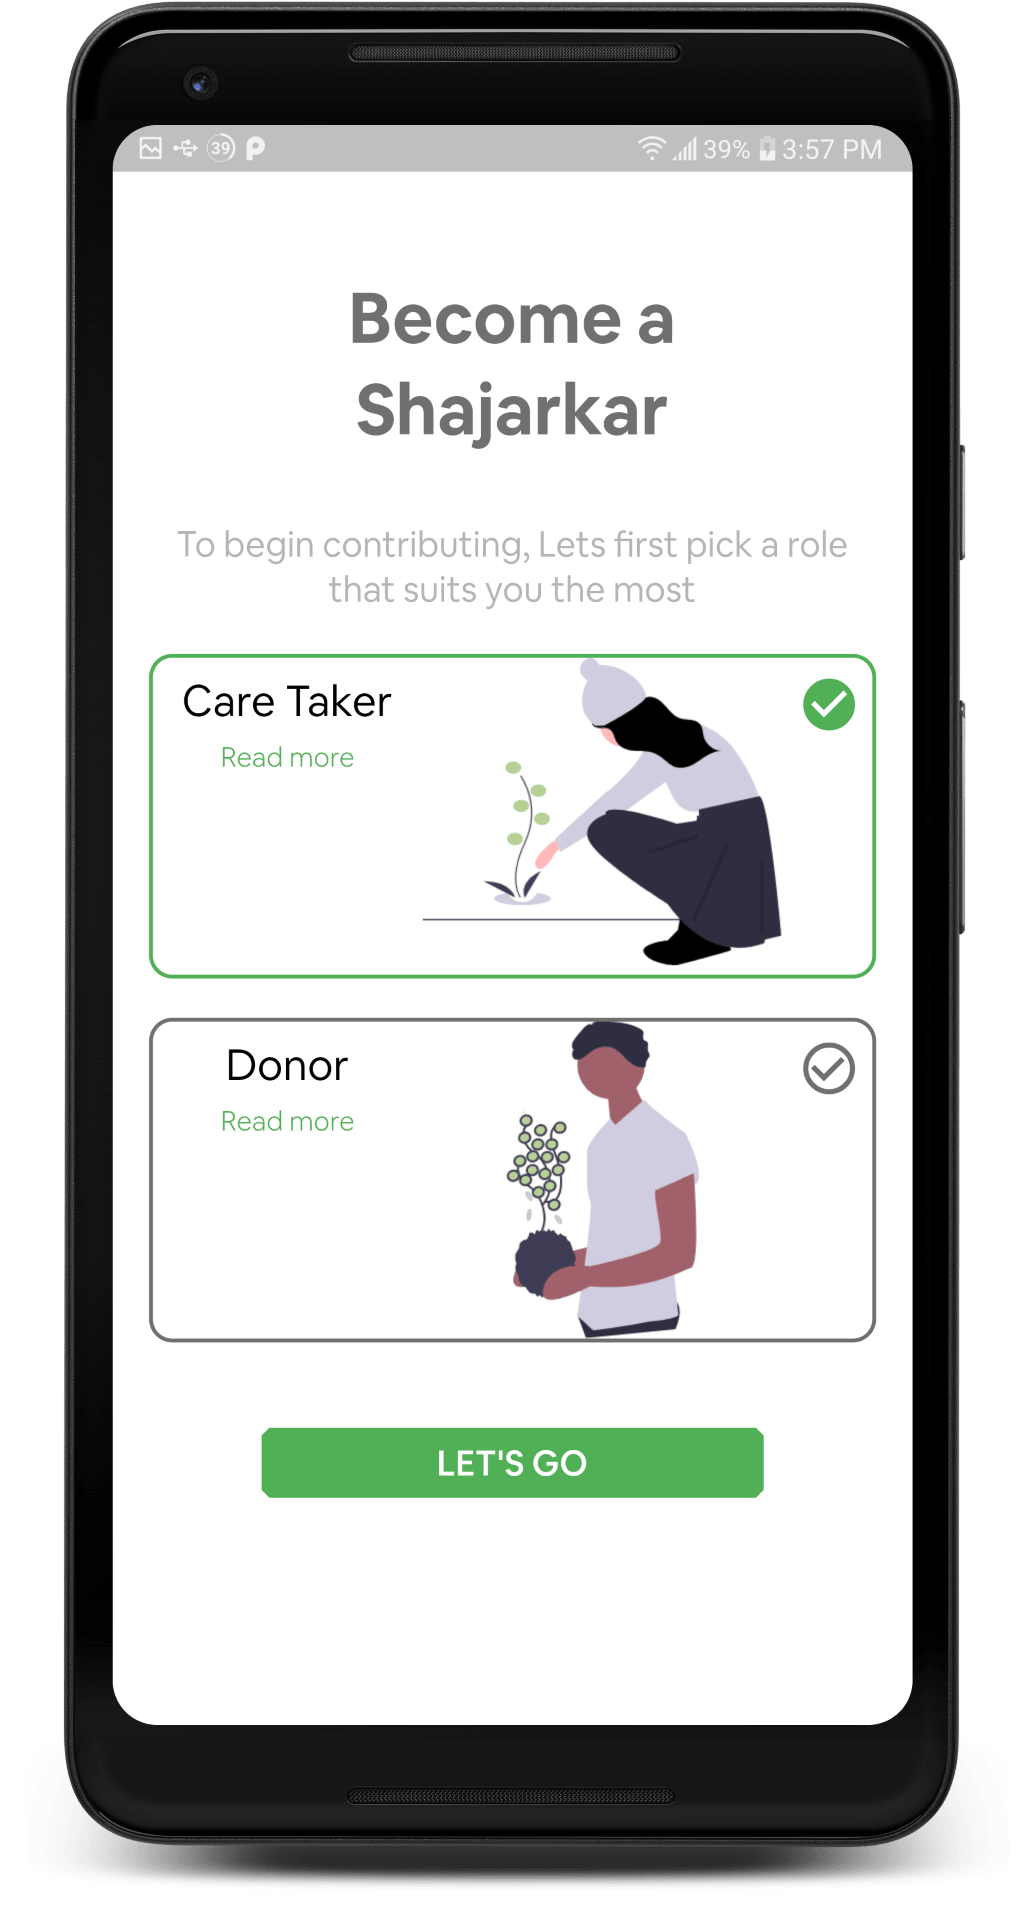 39 39% 3:57 PM
Become a
Shajarkar
To begin contributing, Lets first pick a role
that suits you the most
Care Taker
Read more
Donor
Read more
LET'S GO